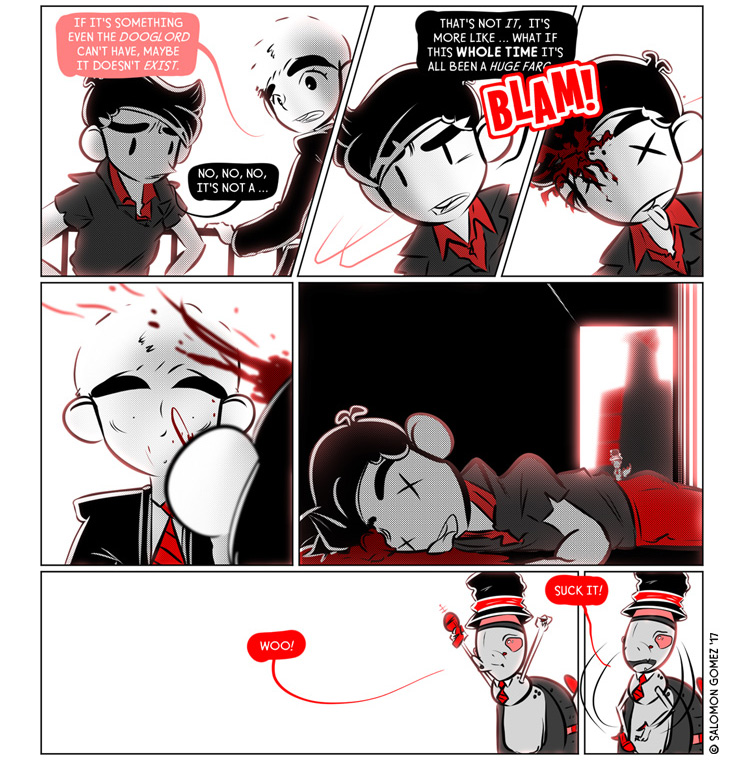 IF IT'S SOMETHING
EVEN THE DOOGLORD
CAN'T HAVE, MAYBE
IT DOESN'T EXIST.
NO, NO, NO,
IT'S NOT A ...
THAT'S NOT IT, IT'S
MORE LIKE ... WHAT IF
THIS WHOLE TIME IT'S
ALL BEEN A HUGE FARC
BLAM!
WOO!
SUCK IT!
© SALOMON GOMEZ '17